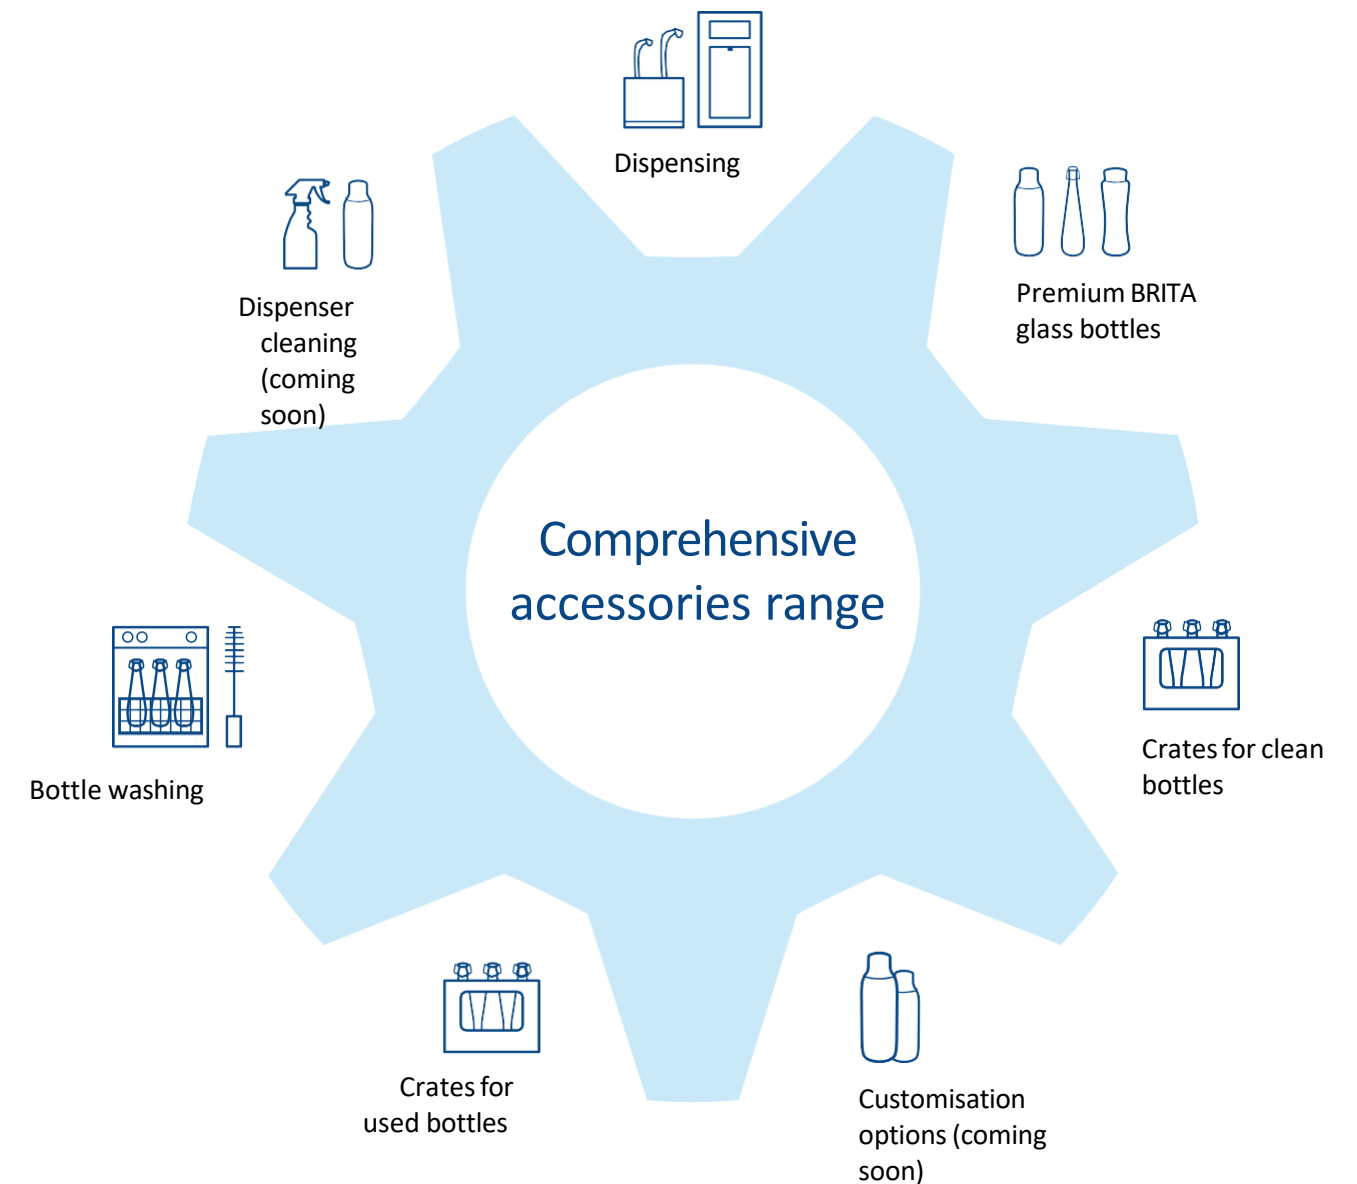 Dispensing
Premium BRITA
glass bottles
Dispenser
cleaning
(coming
soon)
Comprehensive
accessories range
Crates for clean
bottles
Bottle washing
Crates for
used bottles
Customisation
options (coming
soon)